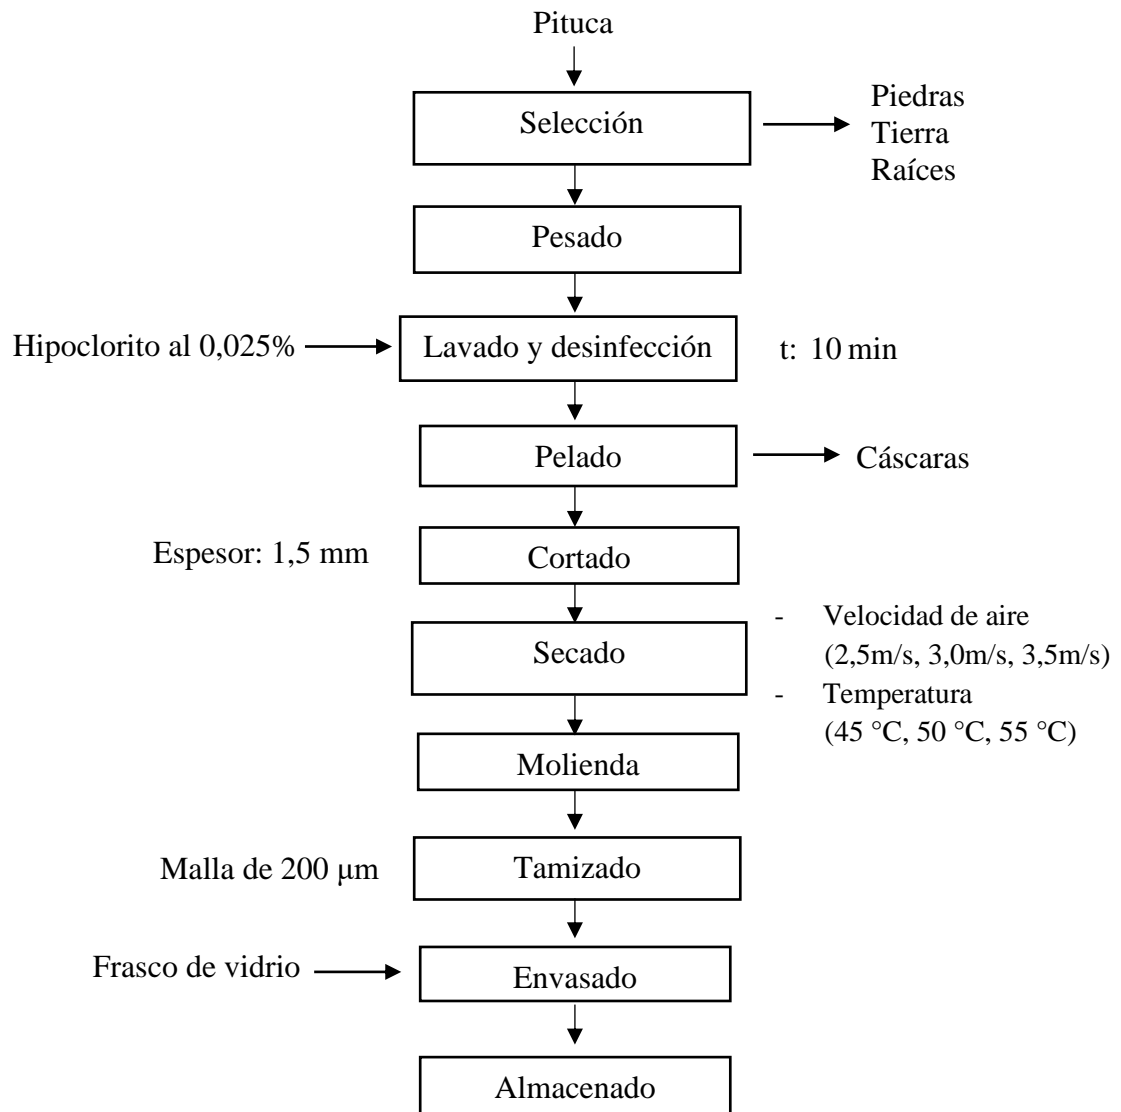 Pituca
Selección
Piedras
Tierra
Raíces
Pesado
Hipoclorito al 0,025%
Lavado y desinfección
t: 10 min
Pelado
Cáscaras
Espesor: 1,5 mm
Cortado
Secado
- Velocidad de aire
(2,5m/s, 3,0m/s, 3,5m/s)
- Temperatura
(45 °C, 50 °C, 55 °C)
Molienda
Malla de 200 μm
Tamizado
Frasco de vidrio
Envasado
Almacenado